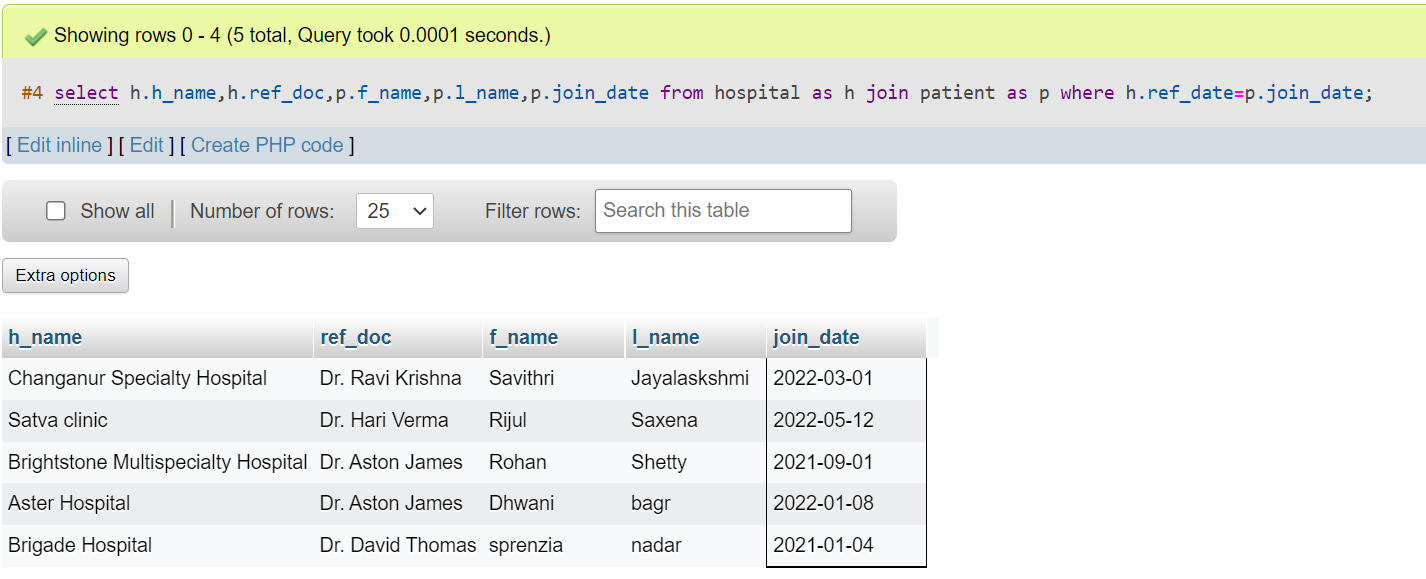 Showing rows 0 - 4 (5 total, Query took 0.0001 seconds.)
#4 select h.h_name,h.ref_doc,p.f_name,p.l_name,p.join_date from hospital as h join patient as p where h.ref_date=p.join_date;
[ Edit inline ] [ Edit ] [ Create PHP code ]
Show all Number of rows: 25 Filter rows: Search this table
Extra options
h_name ref_doc f_name l_name join_date
Changanur Specialty Hospital Dr. Ravi Krishna Savithri Jayalaskshmi 2022-03-01
Satva clinic Dr. Hari Verma Rijul Saxena 2022-05-12
Brightstone Multispecialty Hospital Dr. Aston James Rohan Shetty 2021-09-01
Aster Hospital Dr. Aston James Dhwani bagr 2022-01-08
Brigade Hospital Dr. David Thomas sprenzia nadar 2021-01-04